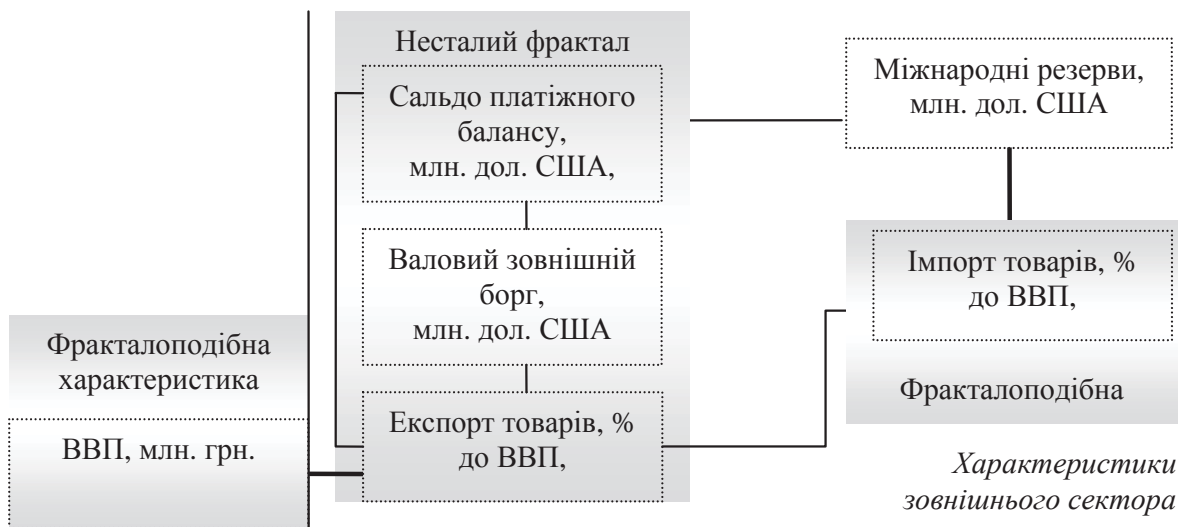 Несталий фрактал
Сальдо платіжного
балансу,
млн. дол. США,
Валовий зовнішній
борг,
млн. дол. США
Експорт товарів, %
до ВВП,
Фракталоподібна
характеристика
ВВП, млн. грн.
Міжнародні резерви,
млн. дол. США
Імпорт товарів, %
до ВВП,
Фракталоподібна
Характеристики
зовнішнього сектора